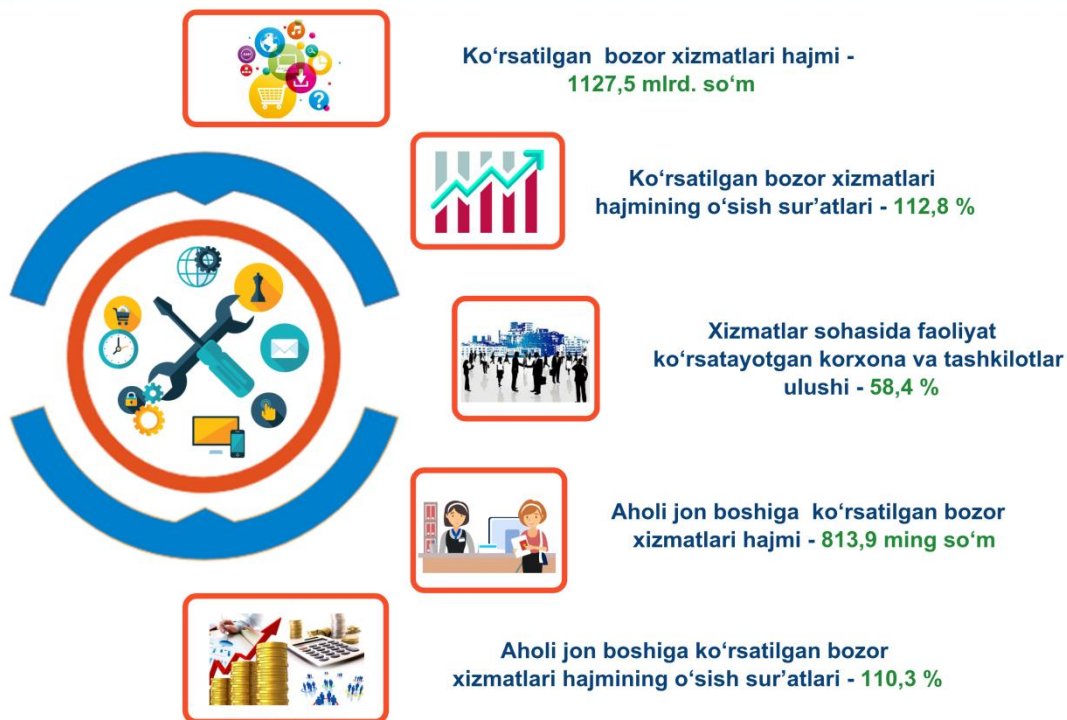 Ko‘rsatilgan bozor xizmatlari hajmi -
1127,5 mlrd. so‘m
Ko‘rsatilgan bozor xizmatlari
hajmining o‘sish sur’atlari - 112,8 %
Xizmatlar sohasida faoliyat
ko‘rsatayotgan korxona va tashkilotlar
ulushi - 58,4 %
Aholi jon boshiga ko‘rsatilgan bozor
xizmatlari hajmi - 813,9 ming so‘m
Aholi jon boshiga ko‘rsatilgan bozor
xizmatlari hajmining o‘sish sur’atlari - 110,3 %